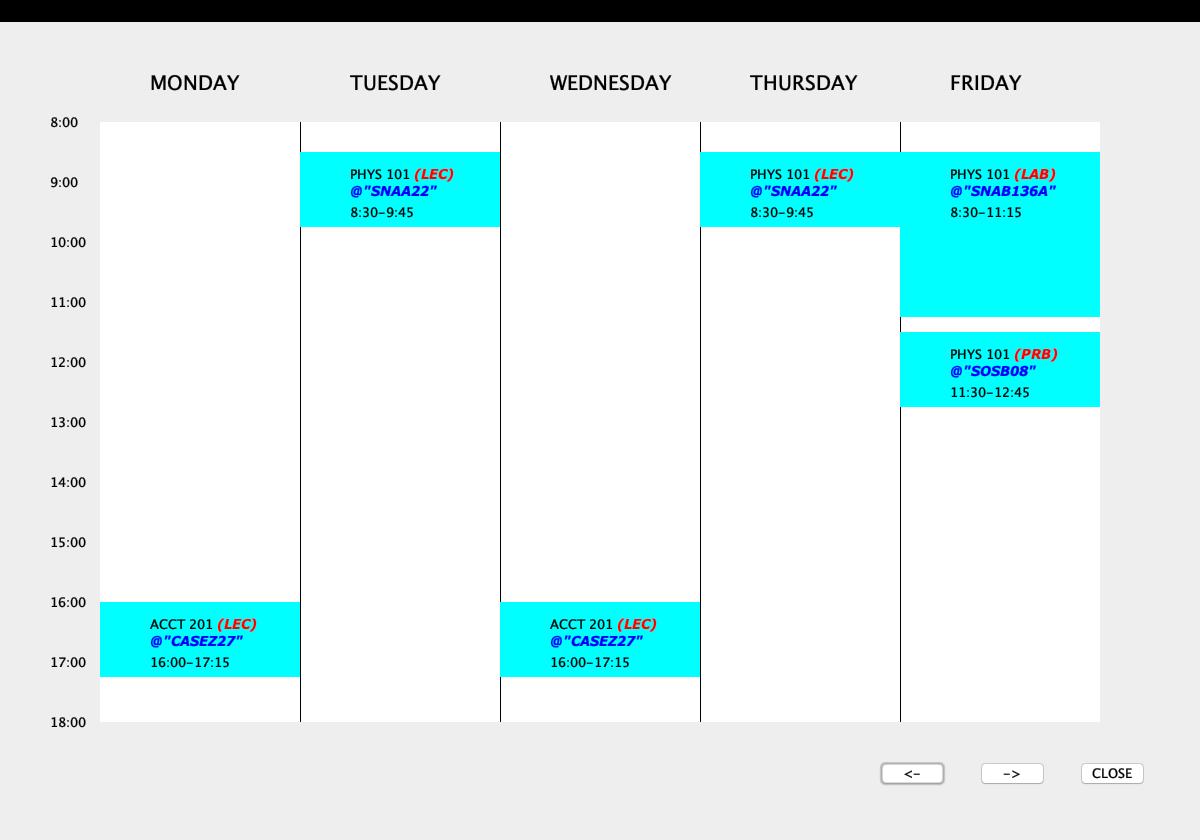 MONDAY TUESDAY WEDNESDAY THURSDAY FRIDAY
8:00
PHYS 101 (LEC) PHYS 101 (LEC) PHYS 101 (LAB)
9:00 @"SNAA22" @"SNAA22" @"SNAB136A"
8:30-9:45 8:30-9:45 8:30-11:15
10:00
11:00
PHYS 101 (PRB)
12:00 @"SOSB08"
11:30-12:45
13:00
14:00
15:00
16:00
ACCT 201 (LEC) ACCT 201 (LEC)
@"CASEZ27" @"CASEZ27"
17:00 16:00-17:15 16:00-17:15
18:00
<- -> CLOSE